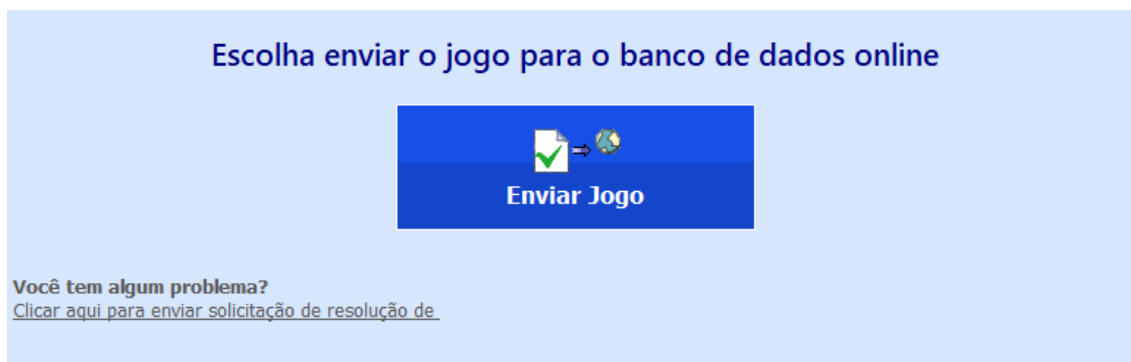 Escolha enviar o jogo para o banco de dados online
Enviar Jogo
Você tem algum problema?
Clicar aqui para enviar solicitação de resolução de